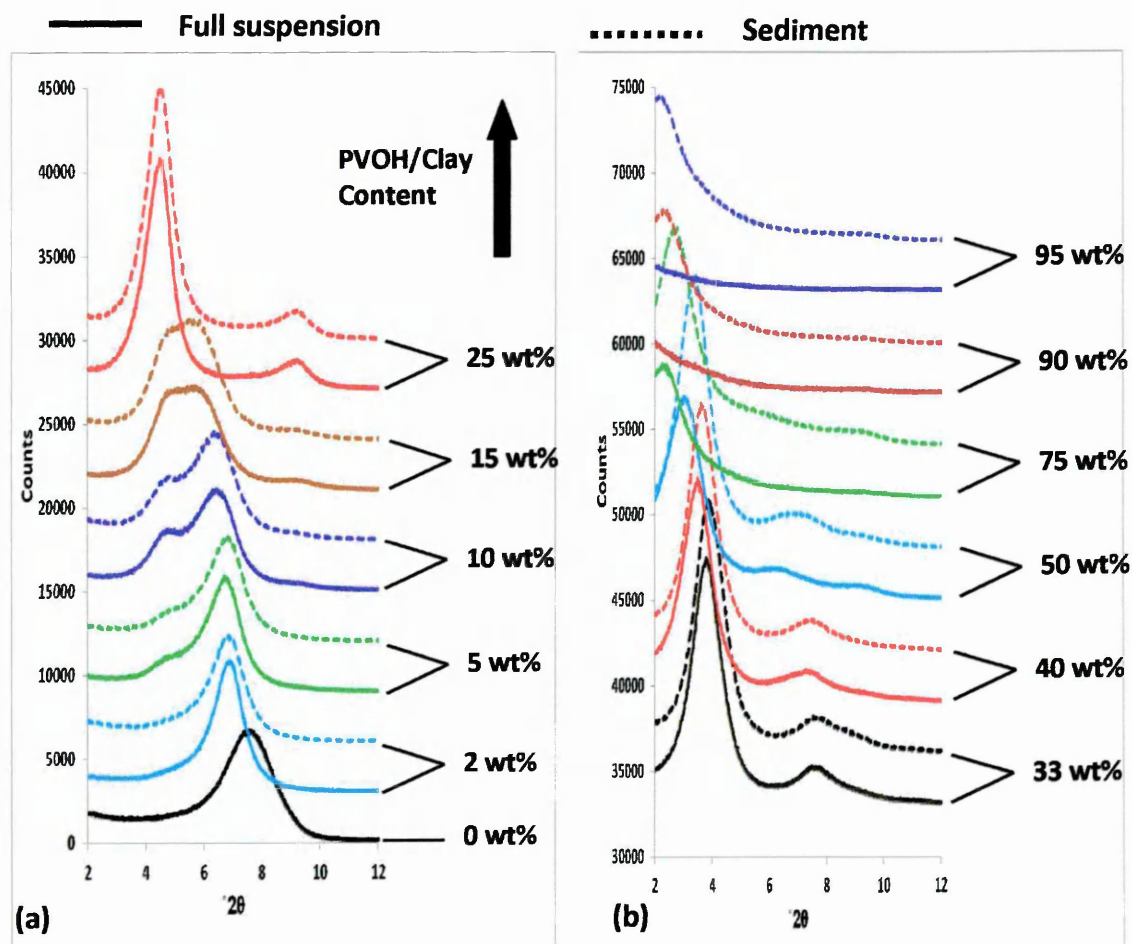 Full suspension
Sediment
45000
40000
35000
30000
25000
20000
15000
10000
5000
0
Counts
2 4 6 8 10 12
°2θ
(a)
PVOH/Clay
Content
25 wt%
15 wt%
10 wt%
5 wt%
2 wt%
0 wt%
75000
70000
65000
60000
55000
50000
45000
40000
35000
30000
Counts
2 4 6 8 10 12
°2θ
(b)
95 wt%
90 wt%
75 wt%
50 wt%
40 wt%
33 wt%